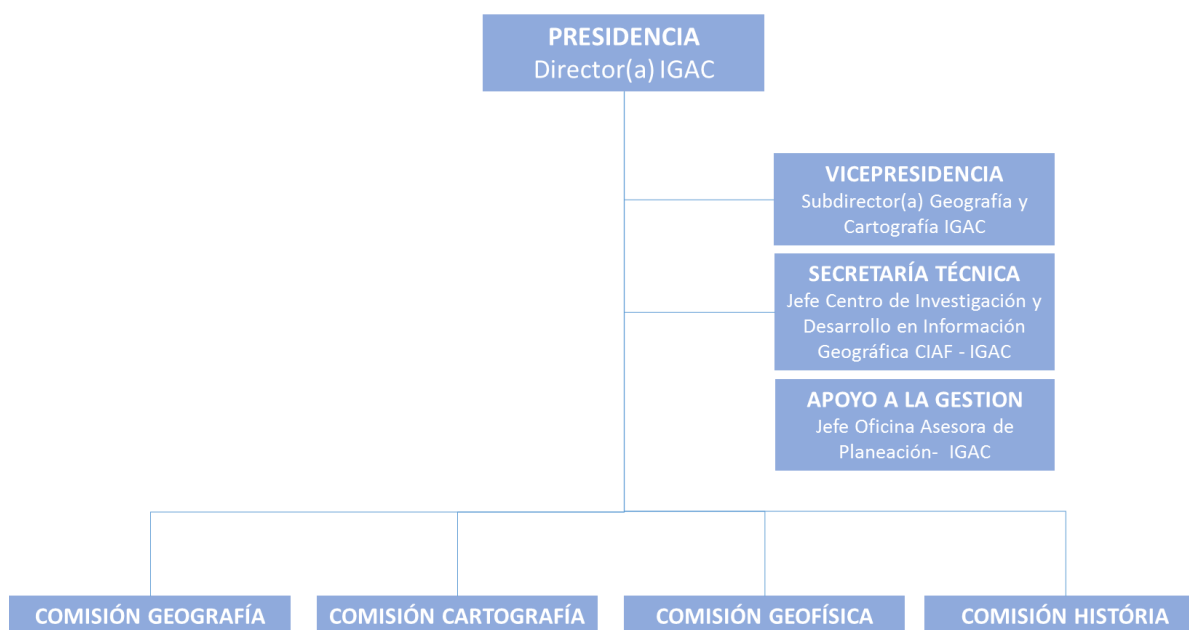 PRESIDENCIA
Director(a) IGAC
VICEPRESIDENCIA
Subdirector(a) Geografía y
Cartografía IGAC
SECRETARÍA TÉCNICA
Jefe Centro de Investigación y
Desarrollo en Información
Geográfica CIAF - IGAC
APOYO A LA GESTION
Jefe Oficina Asesora de
Planeación- IGAC
COMISIÓN GEOGRAFÍA
COMISIÓN CARTOGRAFÍA
COMISIÓN GEOFÍSICA
COMISIÓN HISTÓRIA